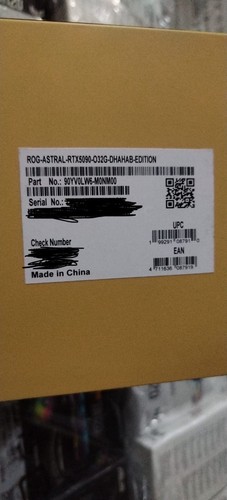 ROG-ASTRAL-RTX5090-O32G-DHAHAB-EDITION
Part No.: 90YV0LW6-M0NM00
Serial No.:
UPC
Check Number
EAN
Made in China